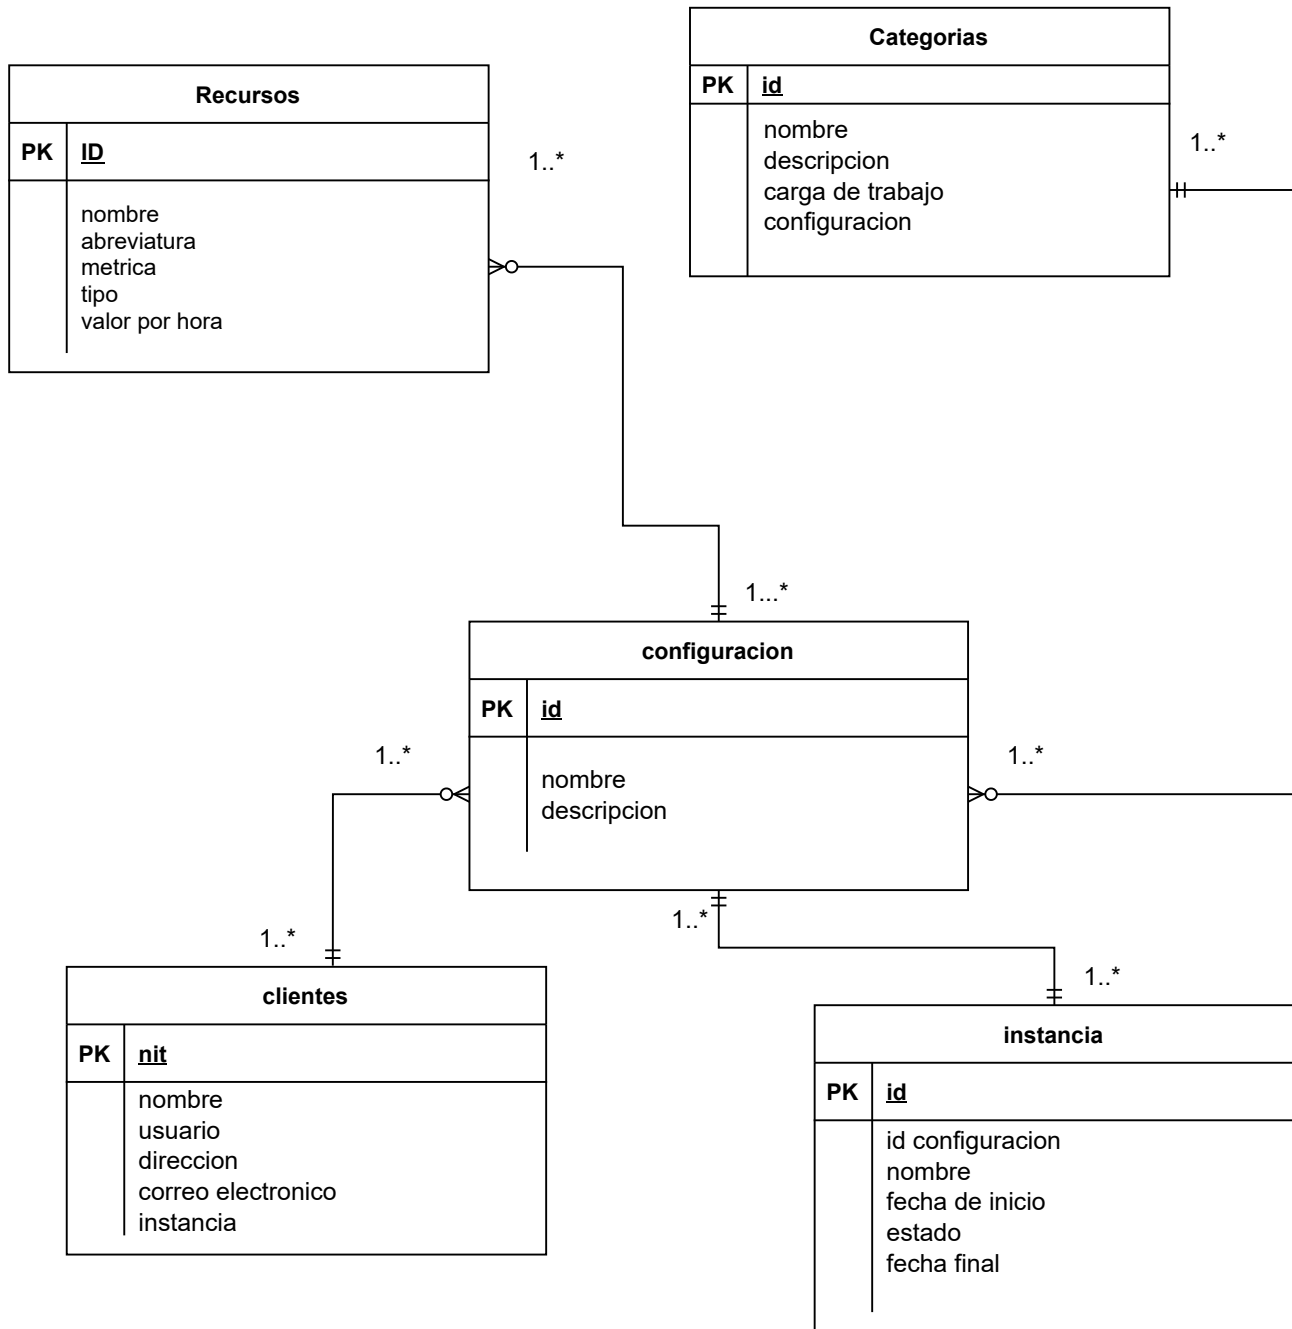 Categorias
PK id
nombre
descripcion
carga de trabajo
configuracion
1..*
Recursos
PK ID
nombre
abreviatura
metrica
tipo
valor por hora
1..*
1...*
configuracion
PK id
nombre
descripcion
1..*
1..*
1..*
1..*
1..*
clientes
PK nit
nombre
usuario
direccion
correo electronico
instancia
instancia
PK id
id configuracion
nombre
fecha de inicio
estado
fecha final